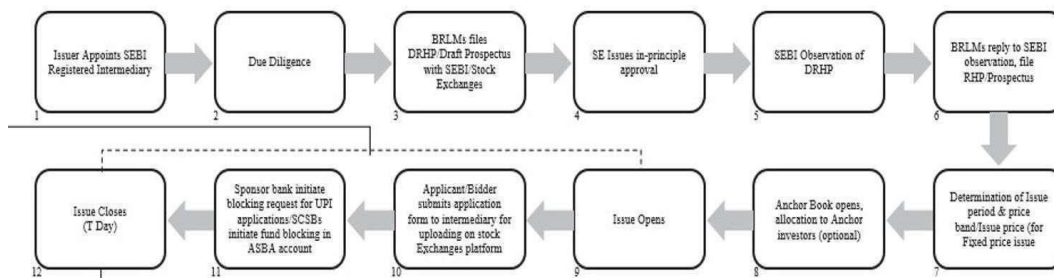 Issuer Appoints SEBI
Registered Intermediary
1
Due Diligence
2
BRLMs files
DRHP/Draft Prospectus
with SEBI/Stock
Exchanges
3
SE Issues in-principle
approval
4
SEBI Observation of
DRHP
5
BRLMs reply to SEBI
observation, file
RHP/Prospectus
6
Determination of Issue
period & price
band/Issue price (for
Fixed price issue
7
Anchor Book opens,
allocation to Anchor
investors (optional)
8
Issue Opens
9
Applicant/Bidder
submits application
form to intermediary for
uploading on stock
Exchanges platform
10
Sponsor bank initiate
blocking request for UPI
applications/SCSBs
initiate fund blocking in
ASBA account
11
Issue Closes
(T Day)
12